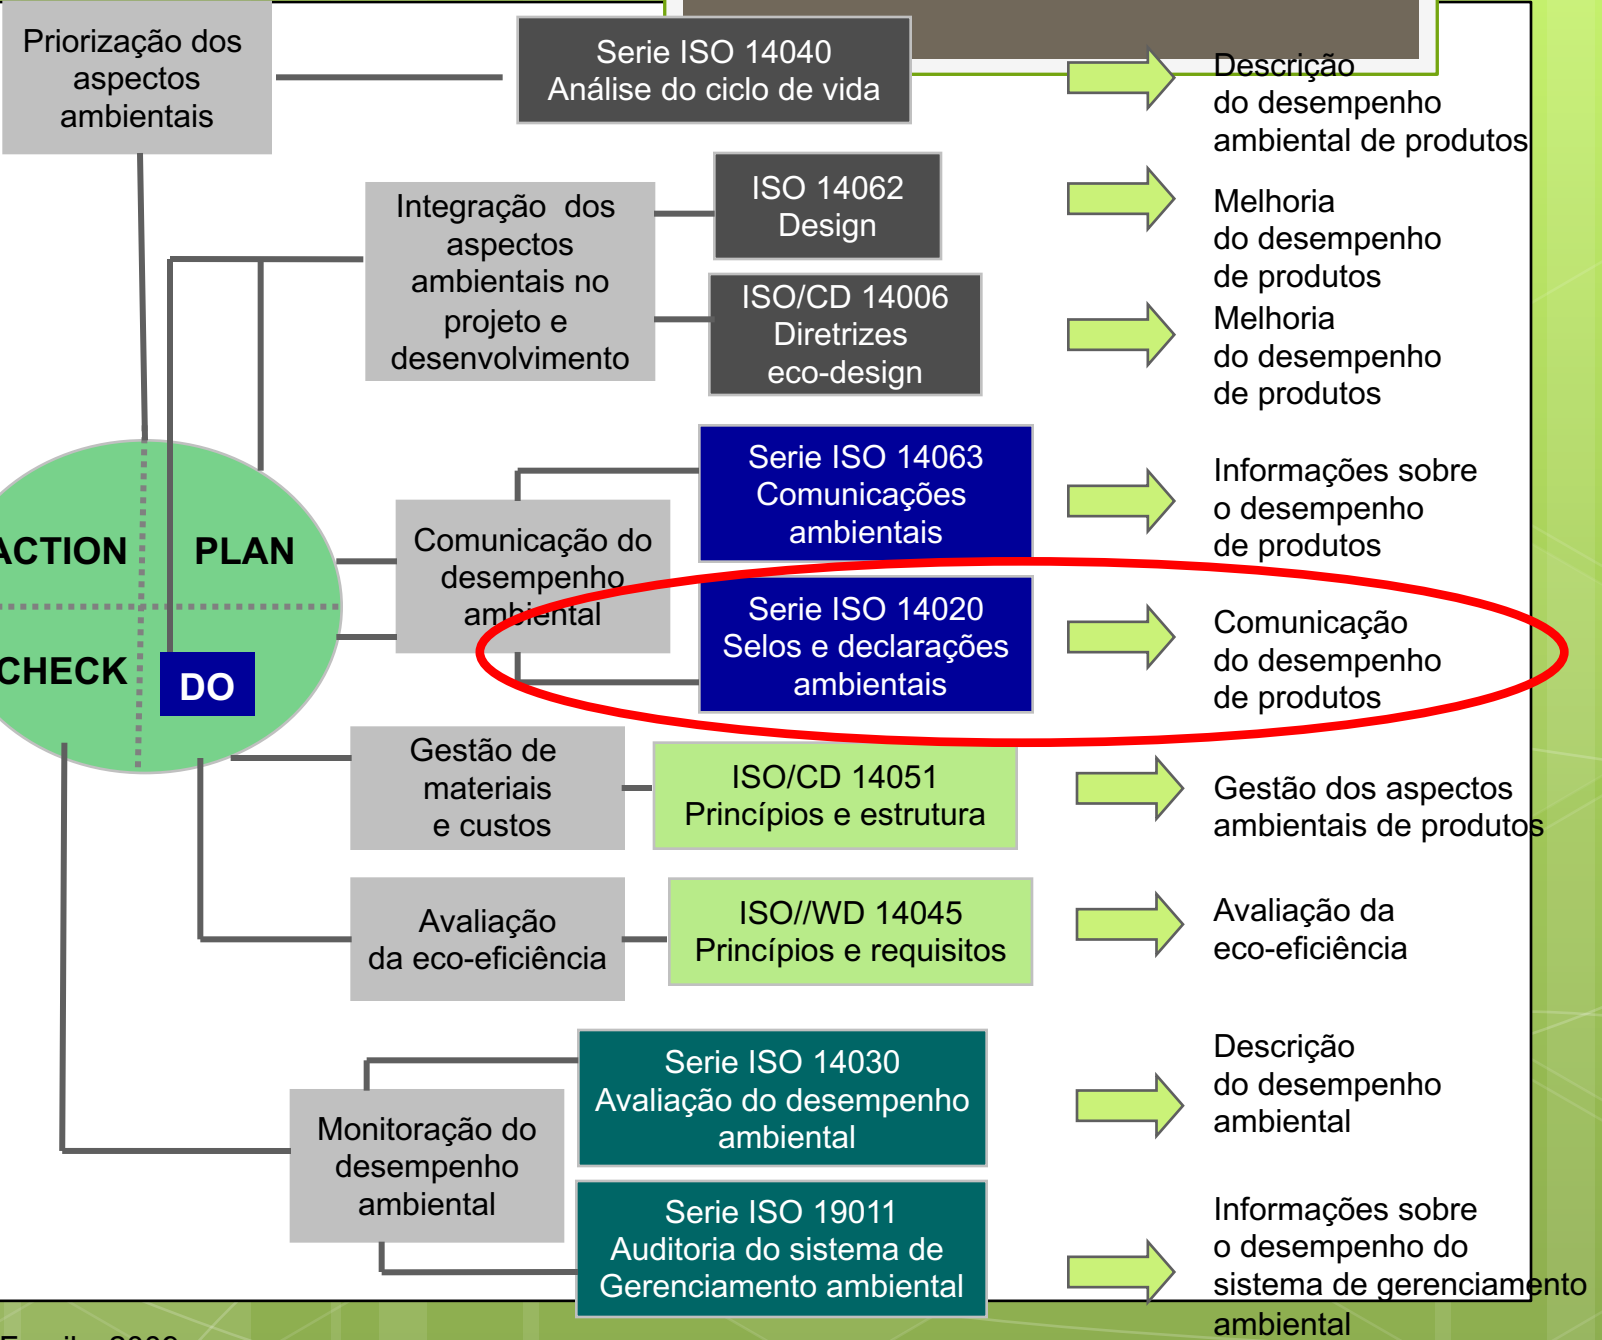 Priorização dos
aspectos
ambientais
Serie ISO 14040
Análise do ciclo de vida
Descrição
do desempenho
ambiental de produtos
Integração dos
aspectos
ambientais no
projeto e
desenvolvimento
ISO 14062
Design
Melhoria
do desempenho
de produtos
ISO/CD 14006
Diretrizes
eco-design
Melhoria
do desempenho
de produtos
ACTION
PLAN
CHECK
DO
Comunicação do
desempenho
ambiental
Serie ISO 14063
Comunicações
ambientais
Informações sobre
o desempenho
de produtos
Serie ISO 14020
Selos e declarações
ambientais
Comunicação
do desempenho
de produtos
Gestão de
materiais
e custos
ISO/CD 14051
Princípios e estrutura
Gestão dos aspectos
ambientais de produtos
Avaliação
da eco-eficiência
ISO//WD 14045
Princípios e requisitos
Avaliação da
eco-eficiência
Monitoração do
desempenho
ambiental
Serie ISO 14030
Avaliação do desempenho
ambiental
Descrição
do desempenho
ambiental
Serie ISO 19011
Auditoria do sistema de
Gerenciamento ambiental
Informações sobre
o desempenho do
sistema de gerenciamento
ambiental